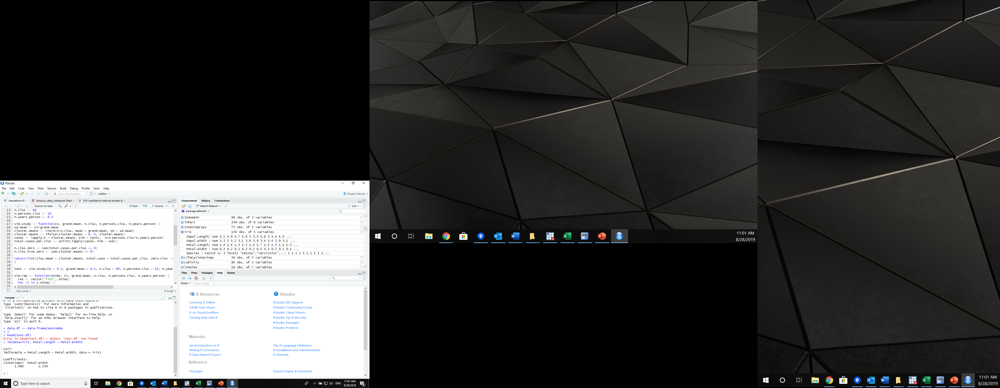 RStudio
File Edit Code View Plots Session Build Debug Profile Tools Help
Go to file/function Addins Project: (None)
simulations.R treasury_data_notebook.Rmd FOI confidence interval models.R
Source on Save Run Source
13 n.clus <- 60
14 n.persons.clus <- 10
15 n.years.person <- 0.5
16
17 sim.study <- function(CV, grand.mean, n.clus, n.persons.clus, n.years.person) {
18 sd.mean <- CV*grand.mean
19 cluster.means <- rnorm(n=n.clus, mean = grand.mean, sd = sd.mean)
20 cluster.means <- ifelse(cluster.means < 0, 0, cluster.means)
21 cases <- lapply(X = cluster.means, FUN = rpois,  n=n.persons.clus*n.years.person)
22 total.cases.per.clus <- unlist(lapply(cases, FUN = sum))
23
24 n.clus.zero <- sum(total.cases.per.clus == 0)
25 n.clus.true.zero <- sum(cluster.means == 0)
26
27 return(list(clus.mean = cluster.means, total.case = total.cases.per.clus, zero.clus =
28 }
29
30 test <- sim.study(CV = 0.5, grand.mean = 0.4, n.clus = 60, n.persons.clus = 10, n.year
31
32 sim.rep <- function(nSims, CV, grand.mean, n.clus, n.persons.clus, n.years.person) {
33 res <- vector("list", nSims)
34 for (i in 1:nSims) {
35
7:1 (Top Level) R Script
Console ~/
R is a collaborative project with many contributors.
Type 'contributors()' for more information and
'citation()' on how to cite R or R packages in publications.
Type 'demo()' for some demos, 'help()' for on-line help, or
'help.start()' for an HTML browser interface to help.
Type 'q()' to quit R.
> data.df <- data.frame(anscombe
+ )
> head(test.df)
Error in head(test.df) : object 'test.df' not found
> lm(data=iris, Petal.Length ~ Petal.Width)
Call:
lm(formula = Petal.Length ~ Petal.Width, data = iris)
Coefficients:
(Intercept)  Petal.Width
1.084        2.230
>
Environment History Connections
Import Dataset List
package:datasets
Indometh 66 obs. of 3 variables
infert 248 obs. of 8 variables
InsectSprays 72 obs. of 2 variables
iris 150 obs. of 5 variables
Sepal.Length: num 5.1 4.9 4.7 4.6 5 5.4 4.6 5 4.4 4.9 ...
Sepal.Width : num 3.5 3 3.2 3.1 3.6 3.9 3.4 3.4 2.9 3.1 ...
Petal.Length: num 1.4 1.4 1.3 1.5 1.4 1.7 1.4 1.5 1.4 1.5 ...
Petal.Width : num 0.2 0.2 0.2 0.2 0.2 0.4 0.3 0.2 0.2 0.1 ...
Species : Factor w/ 3 levels "setosa","versicolor",..: 1 1 1 1 1 1 1 1 1 1 ...
LifeCycleSavings 50 obs. of 5 variables
Loblolly 84 obs. of 3 variables
longley 16 obs. of 7 variables
Files Plots Packages Help Viewer
Home Find in Topic
R Resources
Learning R Online
CRAN Task Views
R on StackOverflow
Getting Help with R
RStudio
RStudio IDE Support
RStudio Community Forum
RStudio Cheat Sheets
RStudio Tip of the Day
RStudio Packages
RStudio Products
Manuals
An Introduction to R
Writing R Extensions
R Data Import/Export
The R Language Definition
R Installation and Administration
R Internals
Reference
Packages
Search Engine & Keywords
Type here to search
ENG
11:01 AM
8/28/2019
11:01 AM
8/28/2019
11:01 AM
8/28/2019